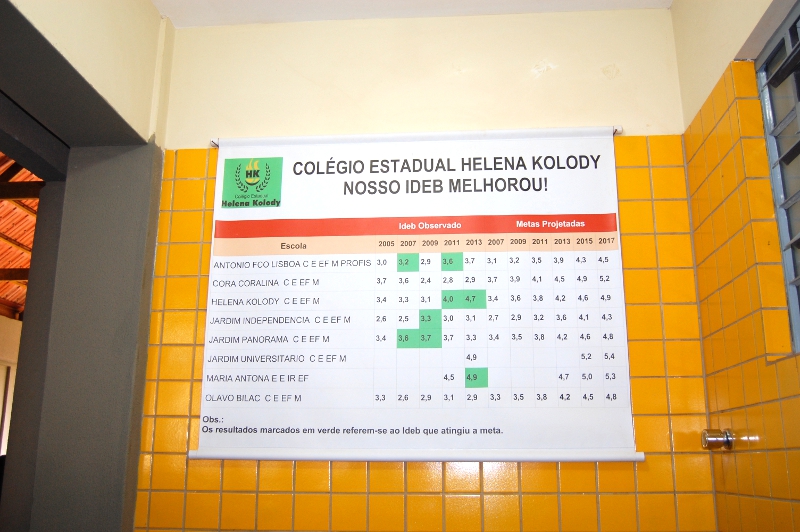 HK
Colégio Estadual
Helena Kolody
COLÉGIO ESTADUAL HELENA KOLODY
NOSSO IDEB MELHOROU!
Ideb Observado Metas Projetadas
Escola 2005 2007 2009 2011 2013 2007 2009 2011 2013 2015 2017
ANTONIO FCO LISBOA C E EF M PROFIS 3,0 3,2 2,9 3,6 3,7 3,1 3,2 3,5 3,9 4,3 4,5
CORA CORALINA C E EF M 3,7 3,6 2,4 2,8 2,9 3,7 3,9 4,1 4,5 4,9 5,2
HELENA KOLODY C E EF M 3,4 3,3 3,1 4,0 4,7 3,4 3,6 3,8 4,2 4,6 4,9
JARDIM INDEPENDENCIA C E EF M 2,6 2,5 3,3 3,0 3,1 2,7 2,9 3,2 3,6 4,1 4,3
JARDIM PANORAMA C E EF M 3,4 3,6 3,7 3,7 3,3 3,4 3,5 3,8 4,2 4,6 4,8
JARDIM UNIVERSITARIO C E EF M 4,9 5,2 5,4
MARIA ANTONA E E IR EF 4,5 4,9 4,7 5,0 5,3
OLAVO BILAC C E EF M 3,3 2,6 2,9 3,1 2,9 3,3 3,5 3,8 4,2 4,5 4,8
Obs.:
Os resultados marcados em verde referem-se ao Ideb que atingiu a meta.